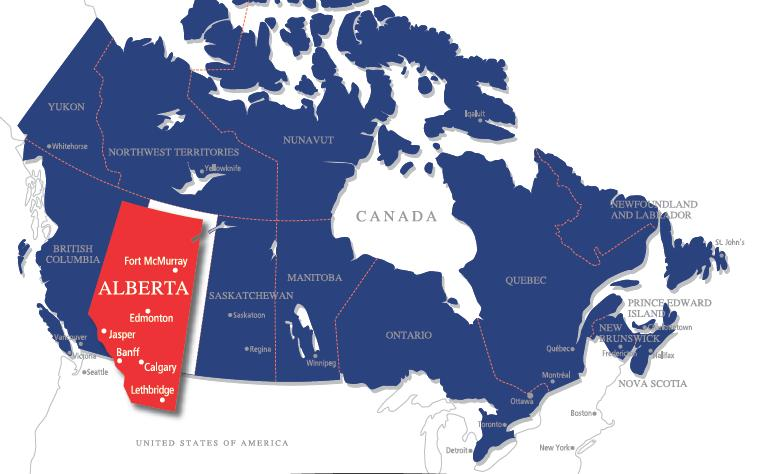 Iqaluit
YUKON
Whitehorse
NUNAVUT
NORTHWEST TERRITORIES
Yellowknife
NEWFOUNDLAND
AND LABRADOR
CANADA
St. John's
BRITISH
COLUMBIA
Fort McMurray
ALBERTA
SASKATCHEWAN
MANITOBA
QUEBEC
Edmonton
Saskatoon
PRINCE EDWARD
ISLAND
Charlottetown
NEW
BRUNSWICK
Jasper
ONTARIO
Vancouver
Victoria
Banff
Regina
Québec
Fredericton
Halifax
Seattle
Calgary
Winnipeg
Montréal
NOVA SCOTIA
Lethbridge
Ottawa
Boston
Toronto
UNITED STATES OF AMERICA
Detroit
New York